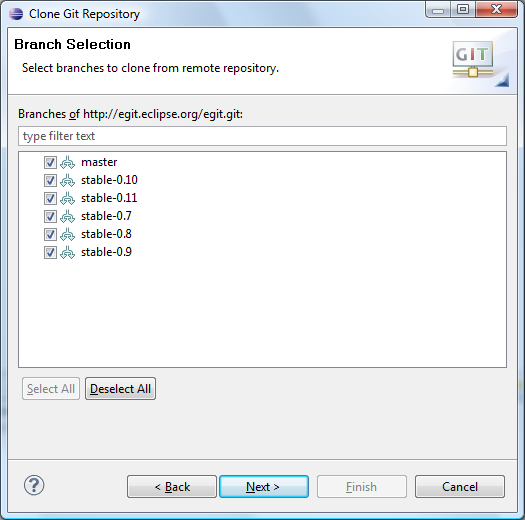 Clone Git Repository
Branch Selection
Select branches to clone from remote repository.
GIT
Branches of http://egit.eclipse.org/egit.git:
type filter text
master
stable-0.10
stable-0.11
stable-0.7
stable-0.8
stable-0.9
Select All Deselect All
? < Back Next > Finish Cancel